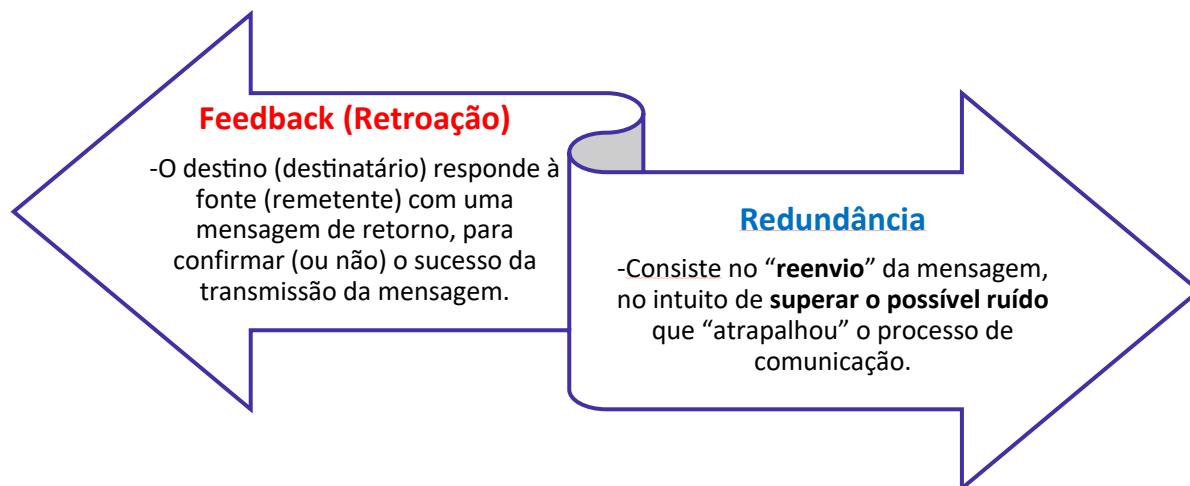 Feedback (Retroação)
-O destino (destinatário) responde à
fonte (remetente) com uma
mensagem de retorno, para
confirmar (ou não) o sucesso da
transmissão da mensagem.
Redundância
-Consiste no “reenvio” da mensagem,
no intuito de superar o possível ruído
que “atrapalhou” o processo de
comunicação.